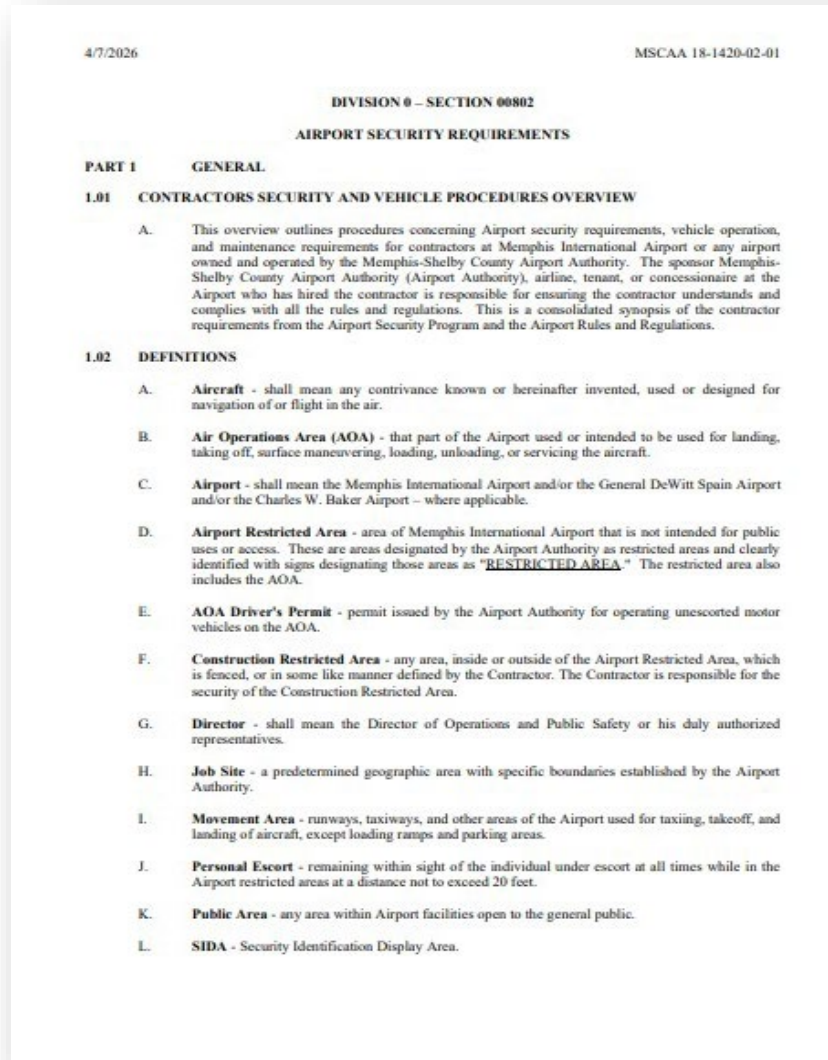 4/7/2026 MSCAA 18-1420-02-01
DIVISION 0 – SECTION 00802
AIRPORT SECURITY REQUIREMENTS
PART 1 GENERAL
1.01 CONTRACTORS SECURITY AND VEHICLE PROCEDURES OVERVIEW
A. This overview outlines procedures concerning Airport security requirements, vehicle operation,
and maintenance requirements for contractors at Memphis International Airport or any airport
owned and operated by the Memphis-Shelby County Airport Authority. The sponsor Memphis-
Shelby County Airport Authority (Airport Authority), airline, tenant, or concessionaire at the
Airport who has hired the contractor is responsible for ensuring the contractor understands and
complies with all the rules and regulations. This is a consolidated synopsis of the contractor
requirements from the Airport Security Program and the Airport Rules and Regulations.
1.02 DEFINITIONS
A. Aircraft - shall mean any contrivance known or hereinafter invented, used or designed for
navigation of or flight in the air.
B. Air Operations Area (AOA) - that part of the Airport used or intended to be used for landing,
taking off, surface maneuvering, loading, unloading, or servicing the aircraft.
C. Airport - shall mean the Memphis International Airport and/or the General DeWitt Spain Airport
and/or the Charles W. Baker Airport – where applicable.
D. Airport Restricted Area - area of Memphis International Airport that is not intended for public
uses or access. These are areas designated by the Airport Authority as restricted areas and clearly
identified with signs designating those areas as "RESTRICTED AREA." The restricted area also
includes the AOA.
E. AOA Driver's Permit - permit issued by the Airport Authority for operating unescorted motor
vehicles on the AOA.
F. Construction Restricted Area - any area, inside or outside of the Airport Restricted Area, which
is fenced, or in some like manner defined by the Contractor. The Contractor is responsible for the
security of the Construction Restricted Area.
G. Director - shall mean the Director of Operations and Public Safety or his duly authorized
representatives.
H. Job Site - a predetermined geographic area with specific boundaries established by the Airport
Authority.
I. Movement Area - runways, taxiways, and other areas of the Airport used for taxiing, takeoff, and
landing of aircraft, except loading ramps and parking areas.
J. Personal Escort - remaining within sight of the individual under escort at all times while in the
Airport restricted areas at a distance not to exceed 20 feet.
K. Public Area - any area within Airport facilities open to the general public.
L. SIDA - Security Identification Display Area.